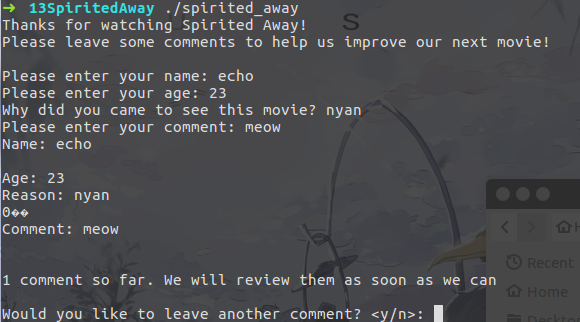 ➜ 13SpiritedAway ./spirited_away
Thanks for watching Spirited Away!
Please leave some comments to help us improve our next movie!
Please enter your name: echo
Please enter your age: 23
Why did you came to see this movie? nyan
Please enter your comment: meow
Name: echo
Age: 23
Reason: nyan
0��
Comment: meow
1 comment so far. We will review them as soon as we can
Would you like to leave another comment? <y/n>:
S
Recent
Home
Desktop